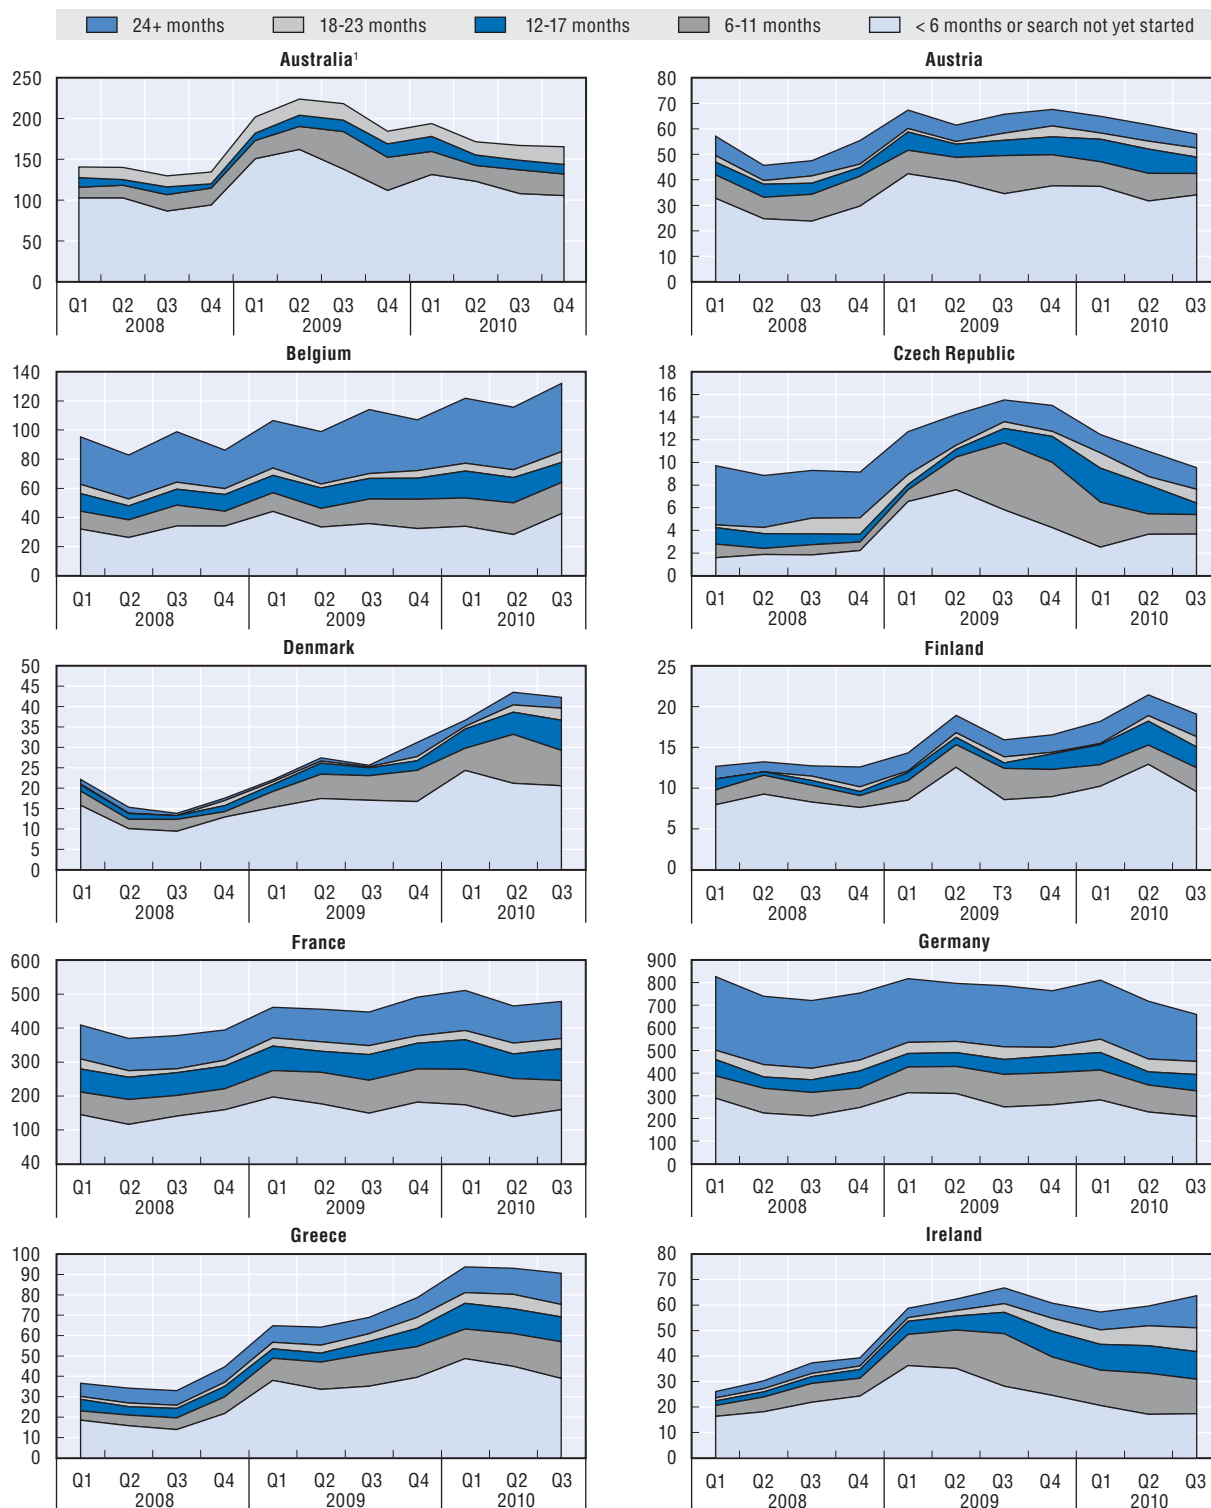 24+ months 18-23 months 12-17 months 6-11 months < 6 months or search not yet started
Australia¹
250
200
150
100
50
0
Q1 Q2 Q3 Q4 Q1 Q2 Q3 Q4 Q1 Q2 Q3 Q4
2008 2009 2010
Austria
80
70
60
50
40
30
20
10
0
Q1 Q2 Q3 Q4 Q1 Q2 Q3 Q4 Q1 Q2 Q3
2008 2009 2010
Belgium
140
120
100
80
60
40
20
0
Q1 Q2 Q3 Q4 Q1 Q2 Q3 Q4 Q1 Q2 Q3
2008 2009 2010
Czech Republic
18
16
14
12
10
8
6
4
2
0
Q1 Q2 Q3 Q4 Q1 Q2 Q3 Q4 Q1 Q2 Q3
2008 2009 2010
Denmark
50
45
40
35
30
25
20
15
10
5
0
Q1 Q2 Q3 Q4 Q1 Q2 Q3 Q4 Q1 Q2 Q3
2008 2009 2010
Finland
25
20
15
10
5
0
Q1 Q2 Q3 Q4 Q1 Q2 T3 Q4 Q1 Q2 Q3
2008 2009 2010
France
600
500
400
300
200
100
40
Q1 Q2 Q3 Q4 Q1 Q2 Q3 Q4 Q1 Q2 Q3
2008 2009 2010
Germany
900
800
700
600
500
400
300
200
100
0
Q1 Q2 Q3 Q4 Q1 Q2 Q3 Q4 Q1 Q2 Q3
2008 2009 2010
Greece
100
90
80
70
60
50
40
30
20
10
0
Q1 Q2 Q3 Q4 Q1 Q2 Q3 Q4 Q1 Q2 Q3
2008 2009 2010
Ireland
80
70
60
50
40
30
20
10
0
Q1 Q2 Q3 Q4 Q1 Q2 Q3 Q4 Q1 Q2 Q3
2008 2009 2010